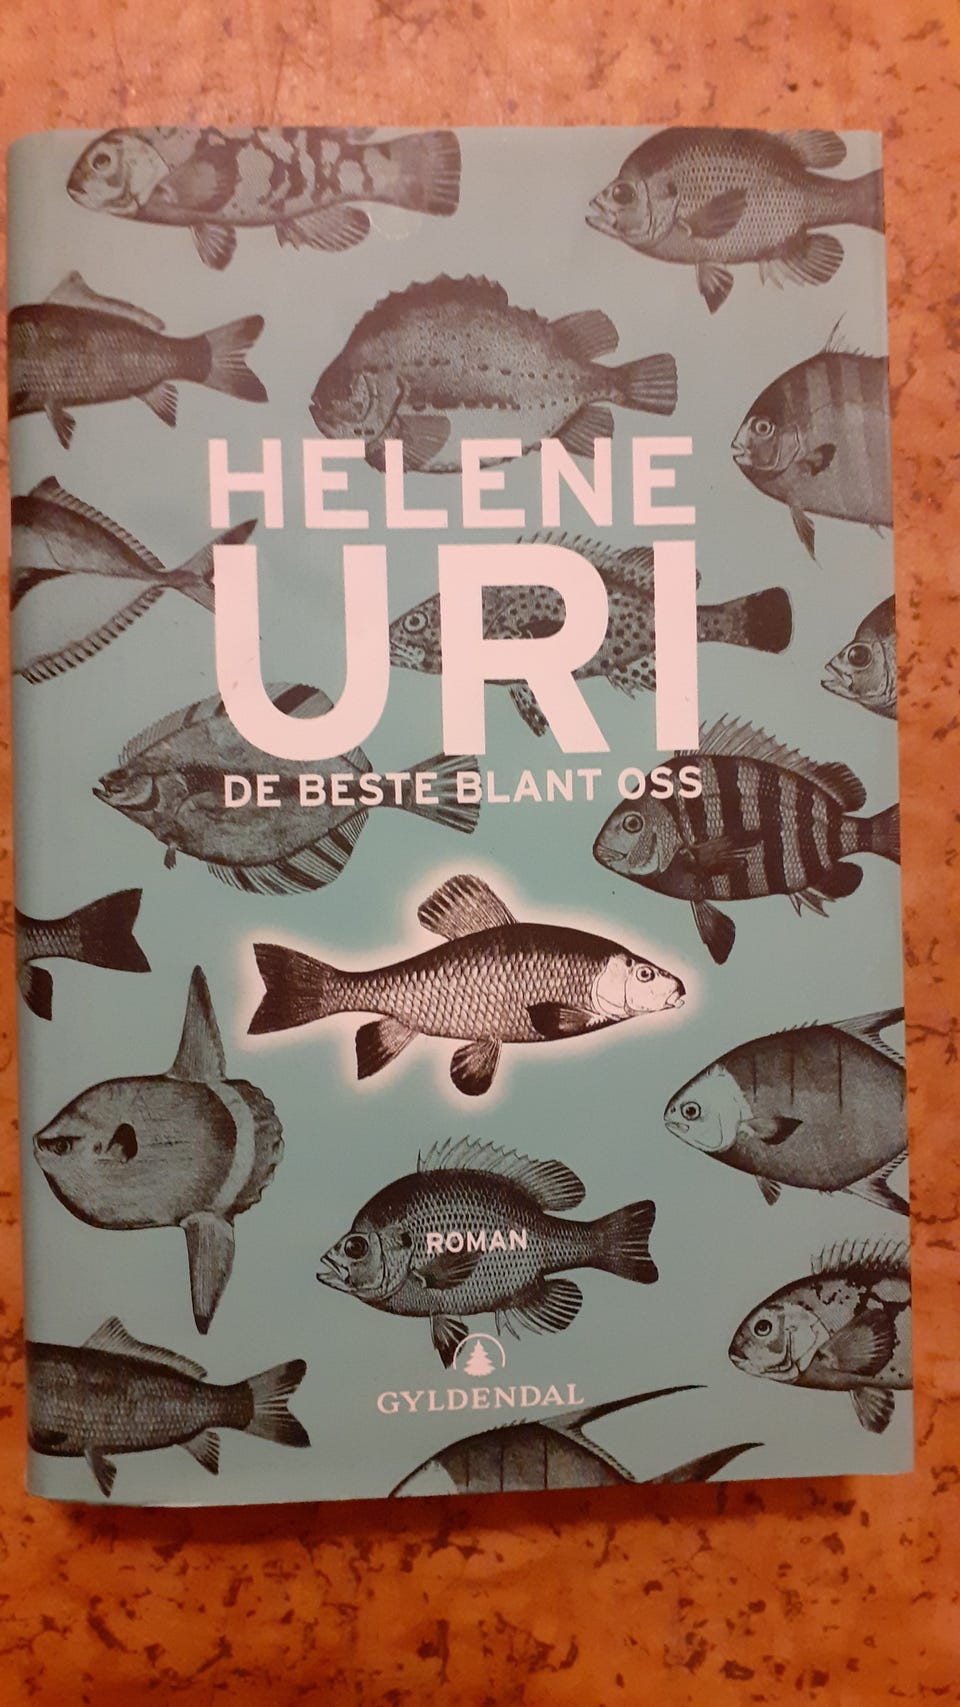 HELENE
URI
DE BESTE BLANT OSS
ROMAN
GYLDENDAL